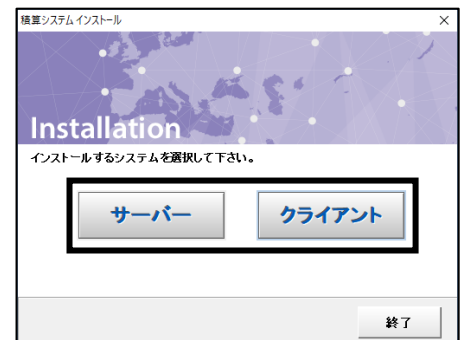 積算システム インストール
Installation
インストールするシステムを選択して下さい。
サーバー クライアント
終了